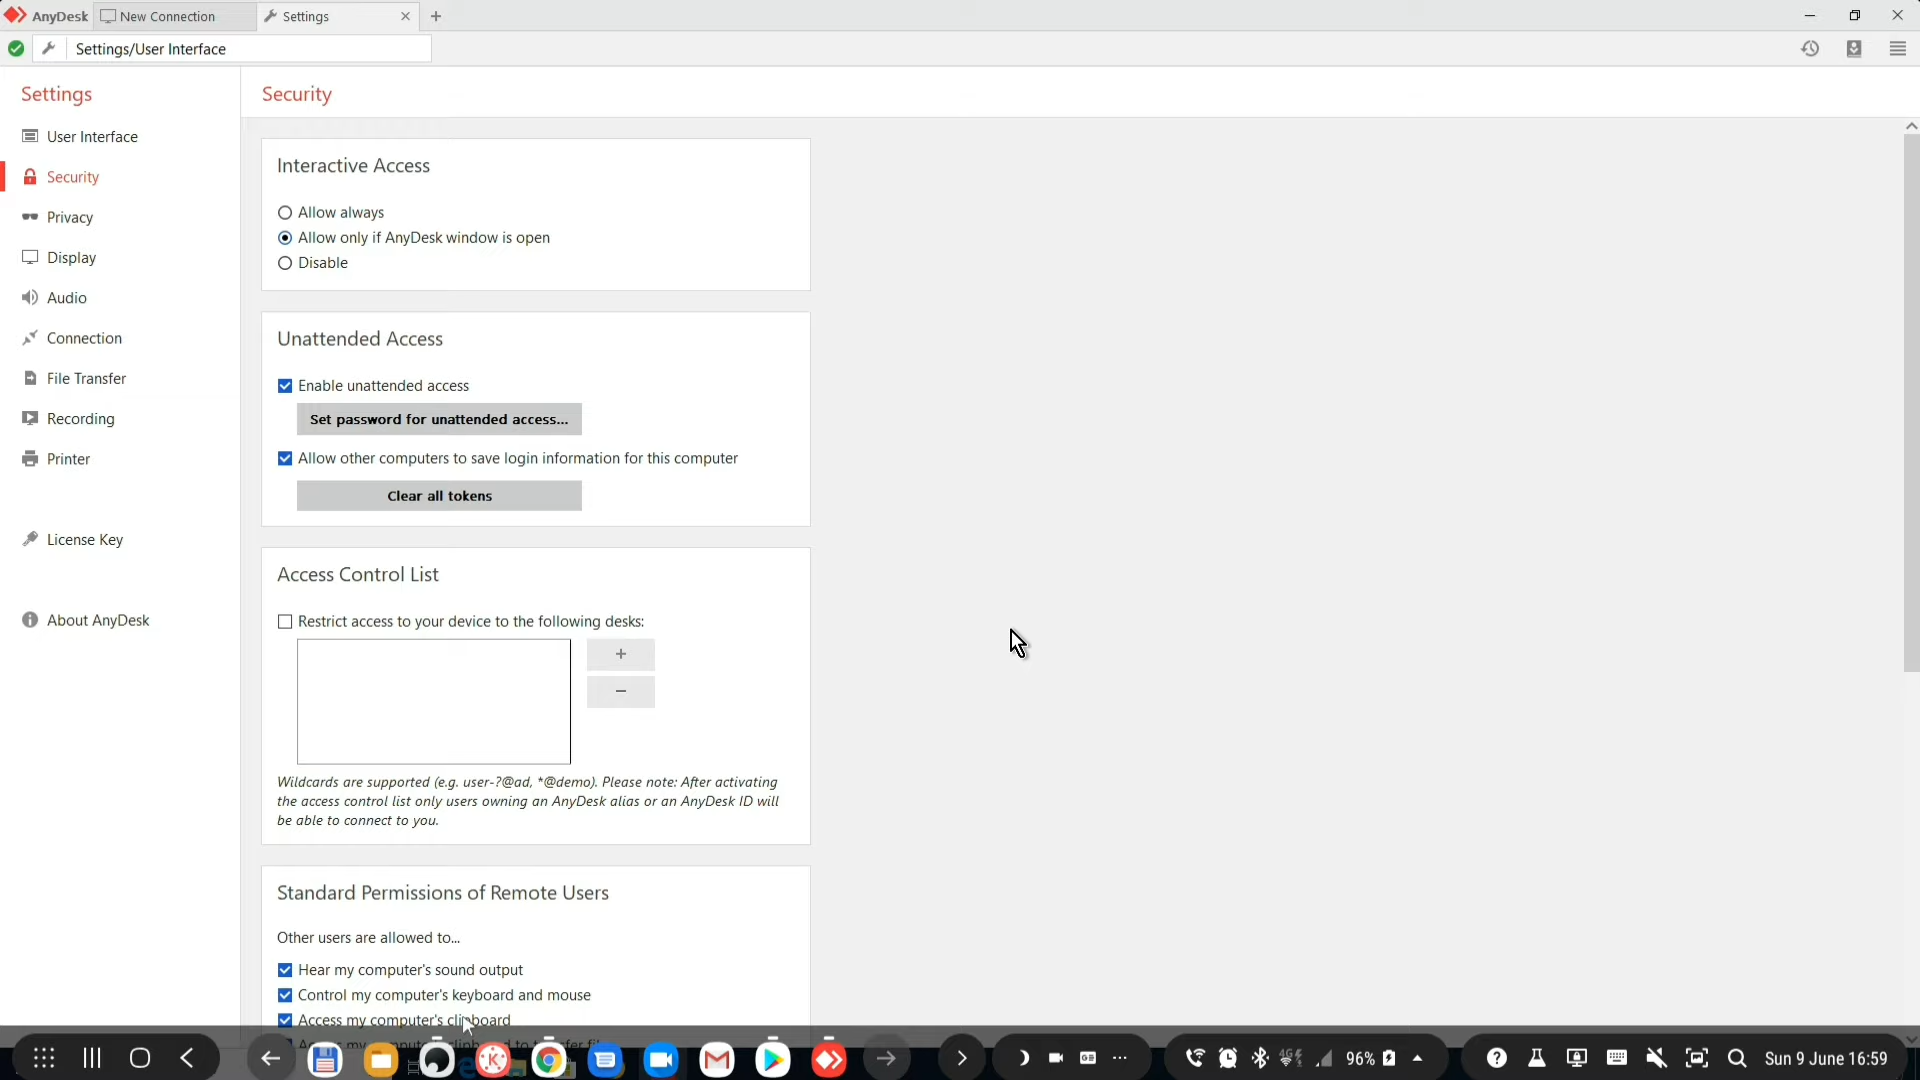 AnyDesk New Connection Settings
Settings/User Interface
Settings
User Interface
Security
Privacy
Display
Audio
Connection
File Transfer
Recording
Printer
License Key
About AnyDesk
Security
Interactive Access
Allow always
Allow only if AnyDesk window is open
Disable
Unattended Access
Enable unattended access
Set password for unattended access...
Allow other computers to save login information for this computer
Clear all tokens
Access Control List
Restrict access to your device to the following desks:
+
−
Wildcards are supported (e.g. user-?@ad, *@demo). Please note: After activating
the access control list only users owning an AnyDesk alias or an AnyDesk ID will
be able to connect to you.
Standard Permissions of Remote Users
Other users are allowed to...
Hear my computer's sound output
Control my computer's keyboard and mouse
Access my computer's clipboard
96% Sun 9 June 16:59